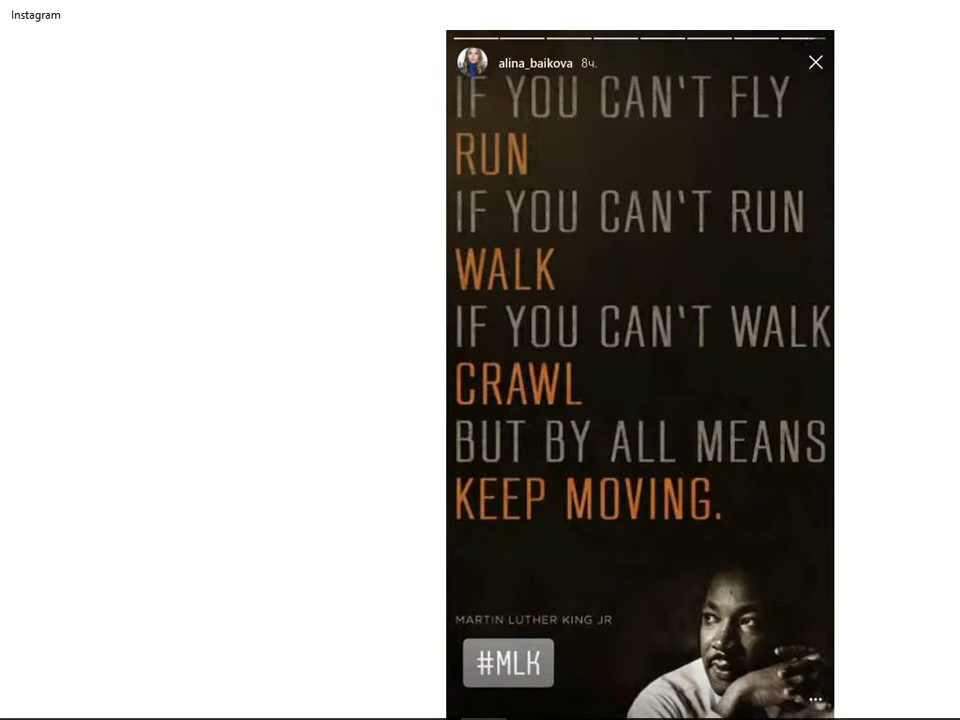 Instagram
alina_baikova 8ч.
IF YOU CAN'T FLY
RUN
IF YOU CAN'T RUN
WALK
IF YOU CAN'T WALK
CRAWL
BUT BY ALL MEANS
KEEP MOVING.
MARTIN LUTHER KING JR
#MLK